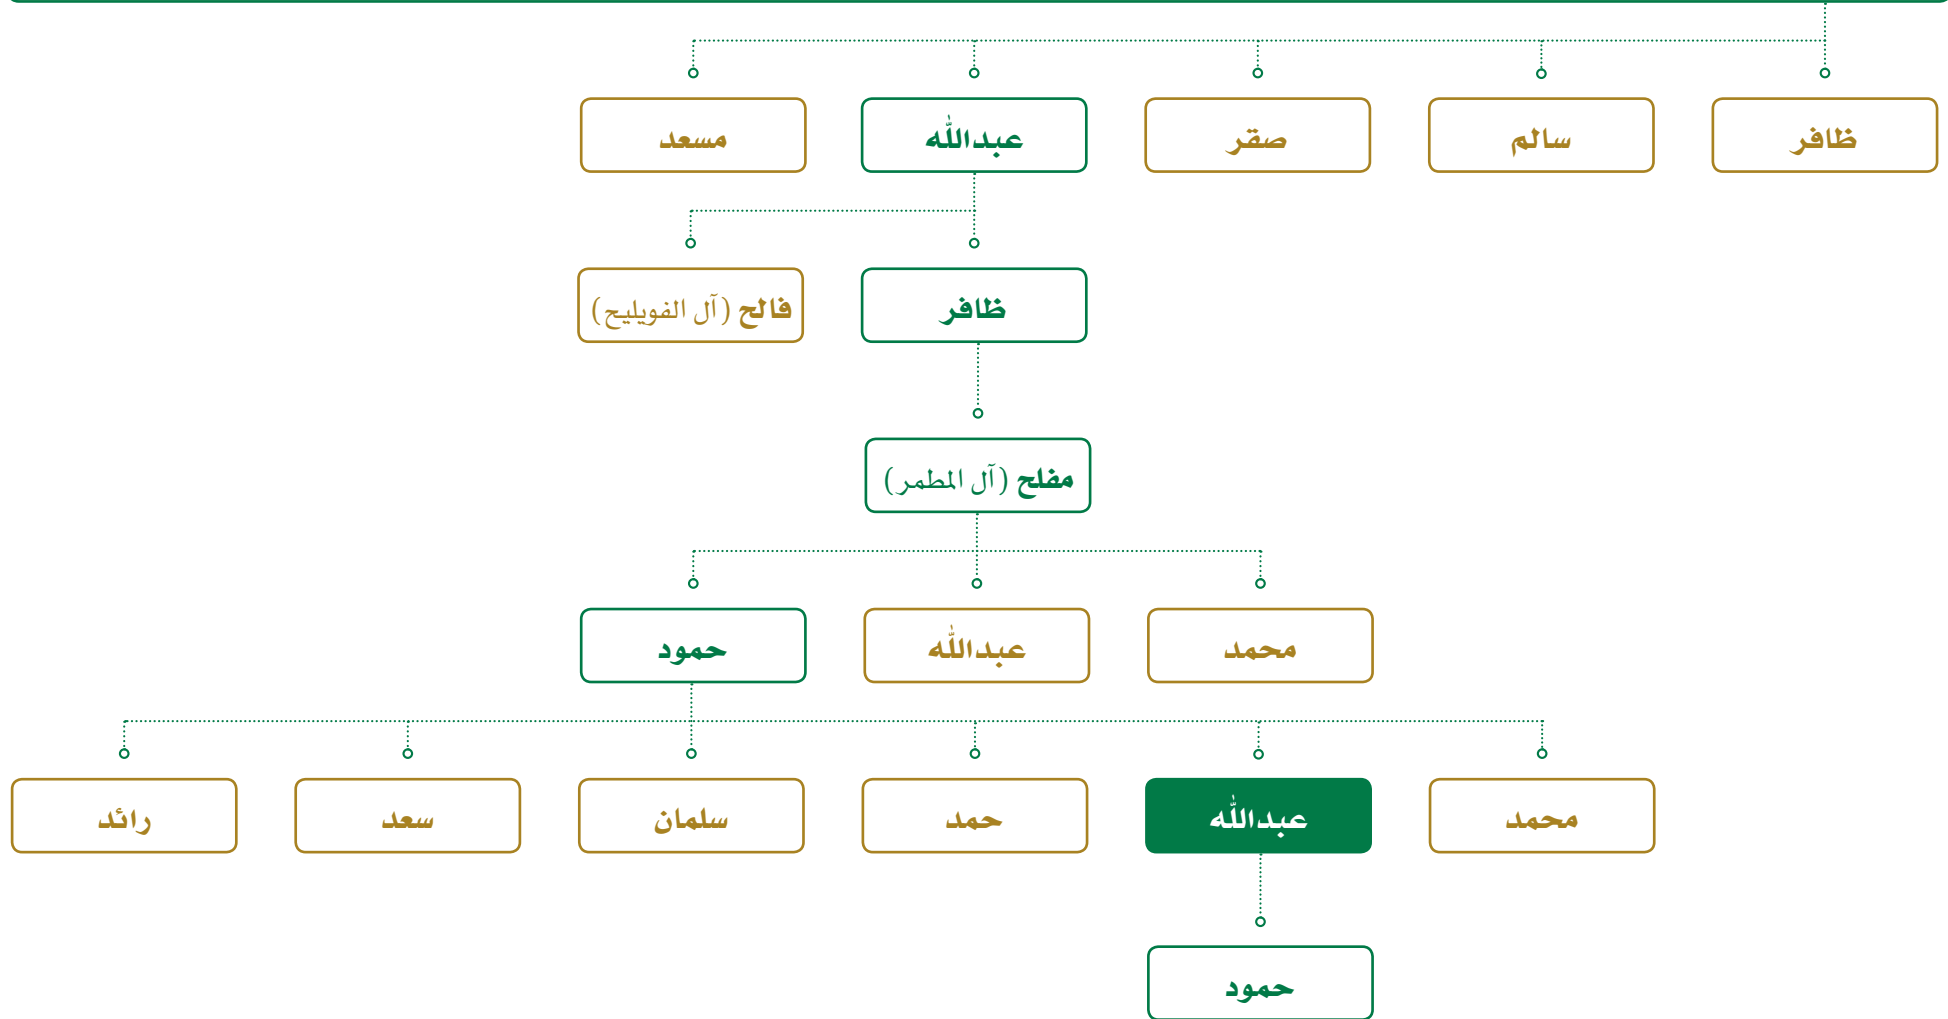 ظافر
سالم
صقر
عبدالله
مسعد
ظافر
فالح (آل الفويليح)
مفلح (آل المطمر)
محمد
عبدالله
حمود
محمد
عبدالله
حمد
سلمان
سعد
رائد
حمود